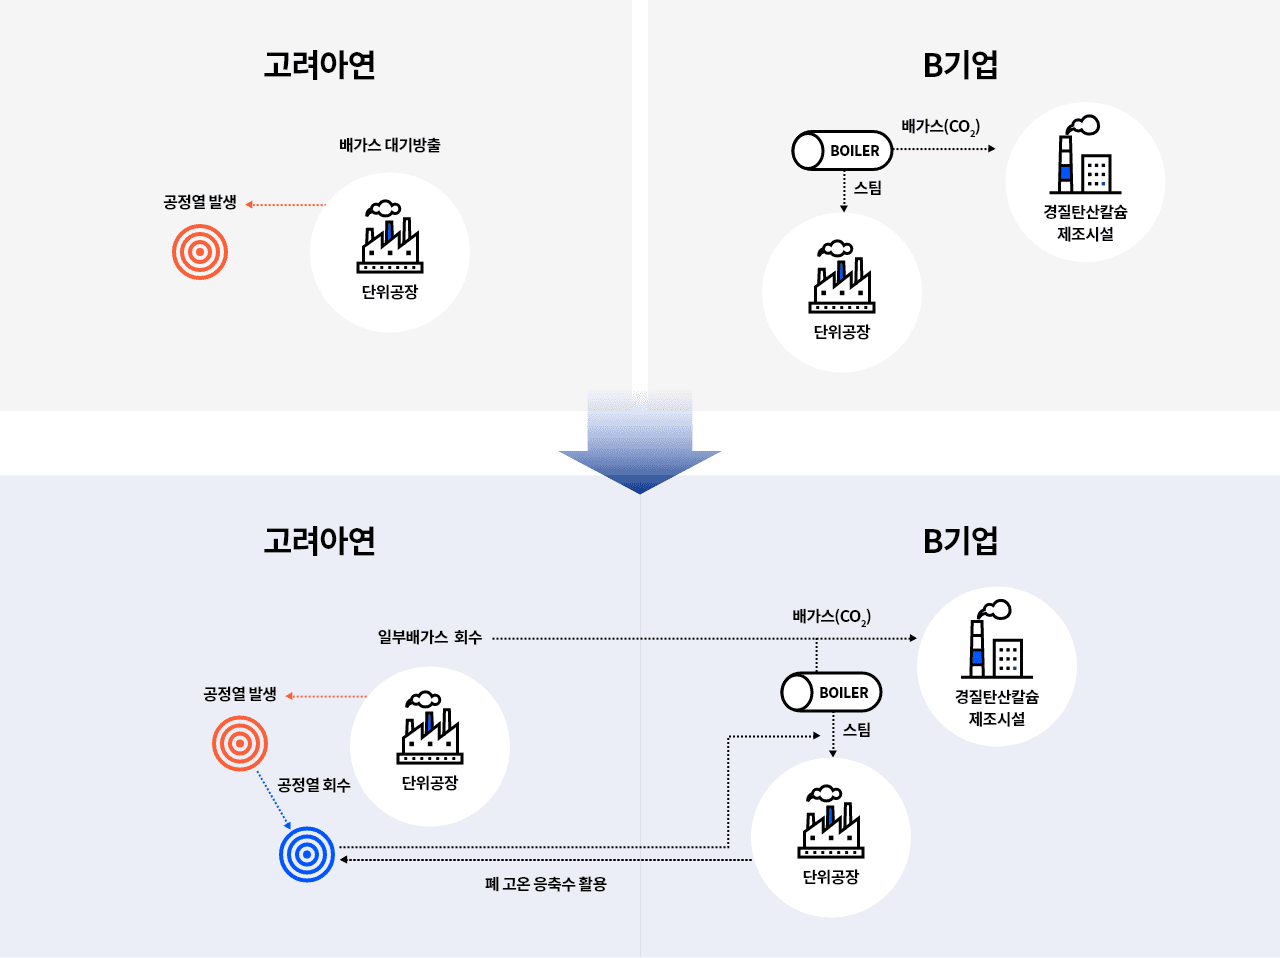 고려아연
배가스 대기방출
공정열 발생
단위공장
B기업
배가스(CO₂)
BOILER
스팀
경질탄산칼슘
제조시설
단위공장
고려아연
일부배가스 회수
공정열 발생
공정열 회수
단위공장
폐 고온 응축수 활용
B기업
배가스(CO₂)
BOILER
스팀
경질탄산칼슘
제조시설
단위공장